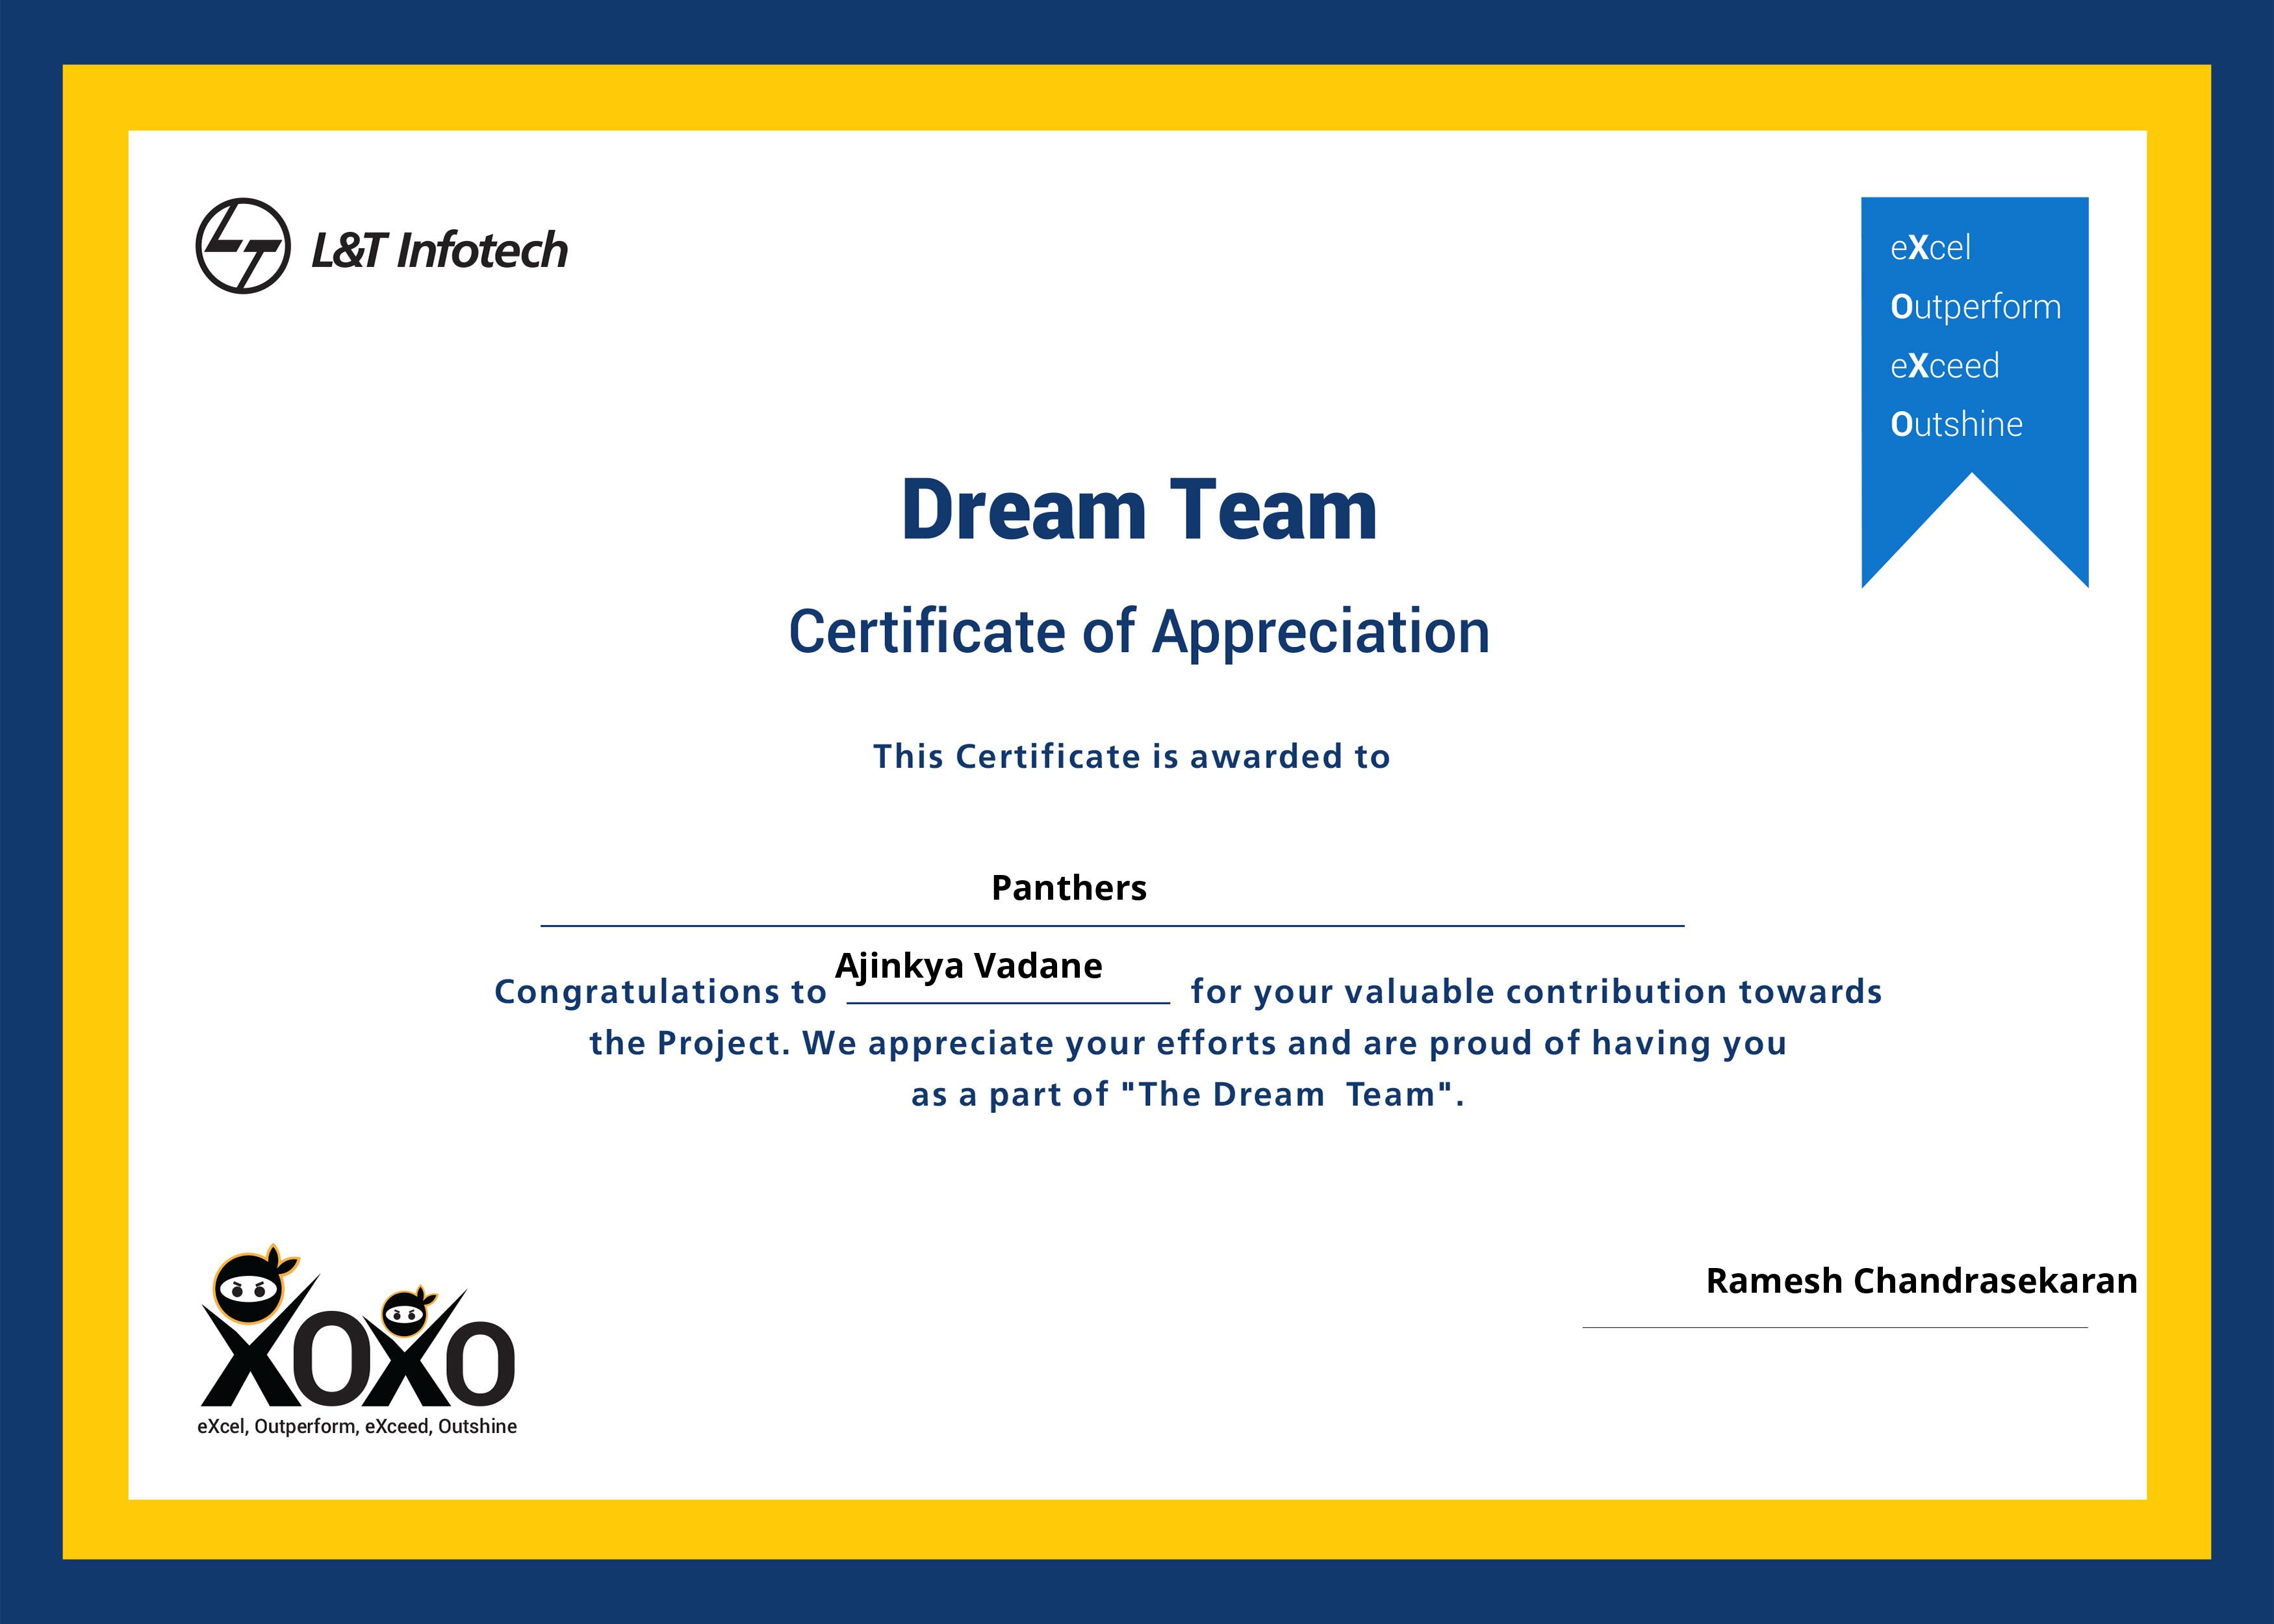 L&T Infotech
eXcel
Outperform
eXceed
Outshine
Dream Team
Certificate of Appreciation
This Certificate is awarded to
Panthers
Congratulations to Ajinkya Vadane for your valuable contribution towards
the Project. We appreciate your efforts and are proud of having you
as a part of "The Dream Team".
Ramesh Chandrasekaran
XOXO
eXcel, Outperform, eXceed, Outshine